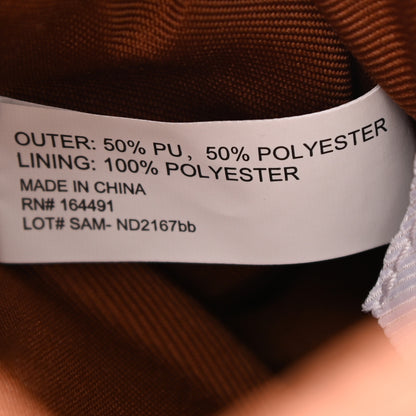 OUTER: 50% PU, 50% POLYESTER
LINING: 100% POLYESTER
MADE IN CHINA
RN# 164491
LOT# SAM- ND2167bb